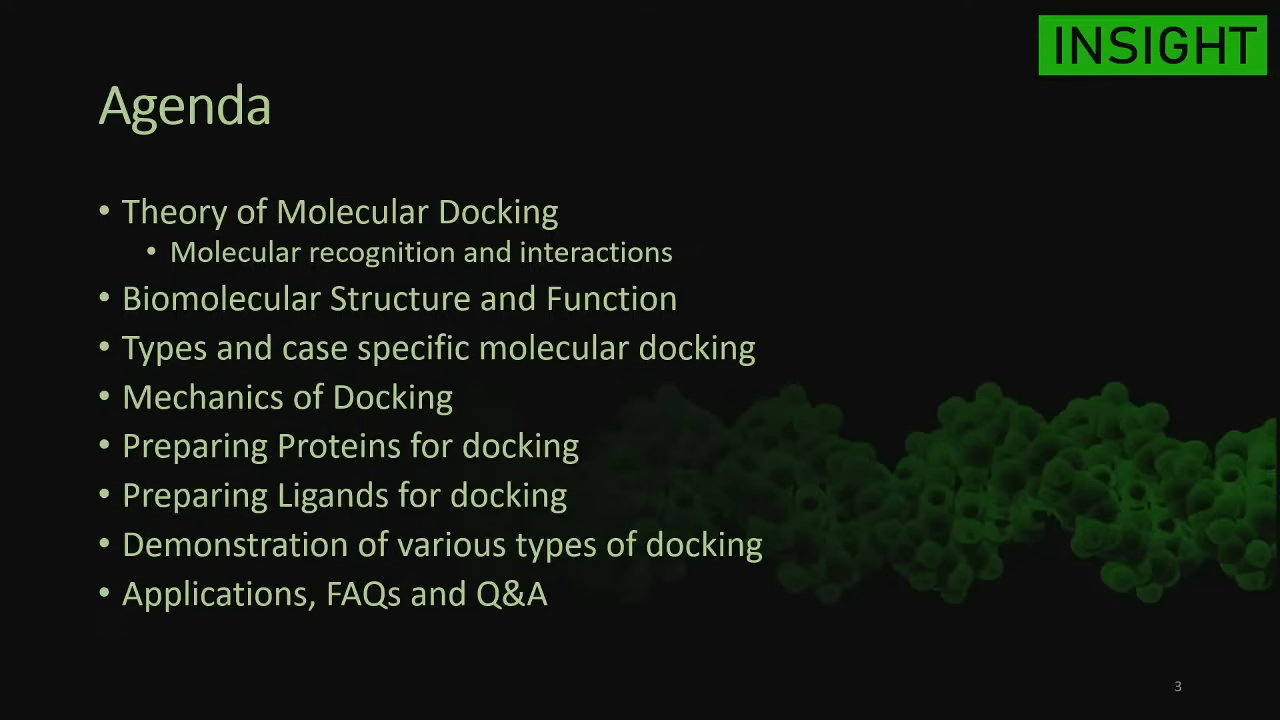 INSIGHT
Agenda
• Theory of Molecular Docking
• Molecular recognition and interactions
• Biomolecular Structure and Function
• Types and case specific molecular docking
• Mechanics of Docking
• Preparing Proteins for docking
• Preparing Ligands for docking
• Demonstration of various types of docking
• Applications, FAQs and Q&A
3